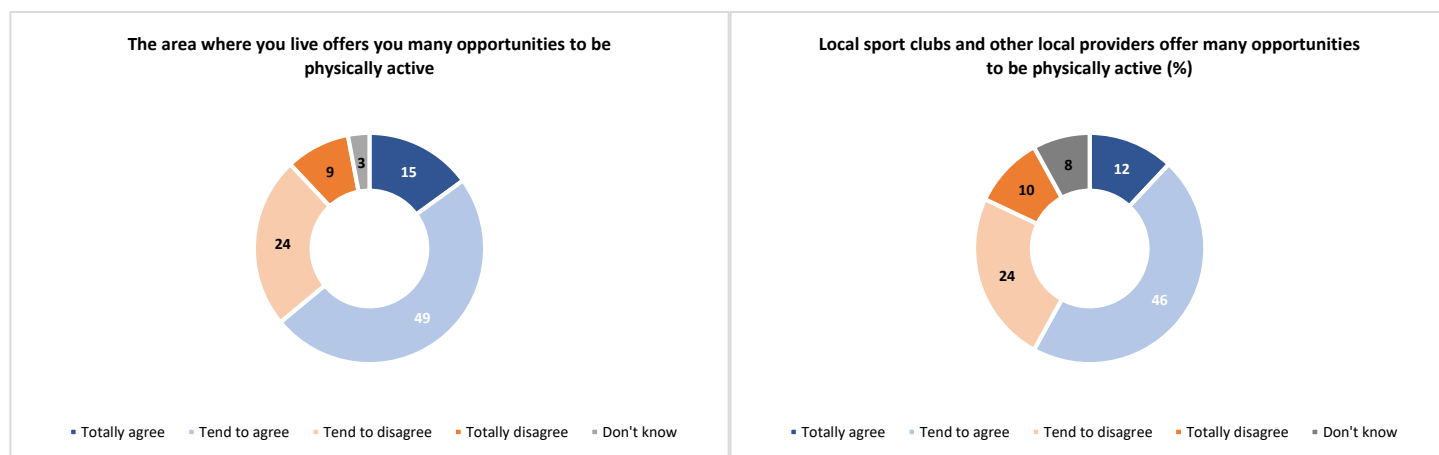 The area where you live offers you many opportunities to be
physically active
15
49
24
9
3
Totally agree Tend to agree Tend to disagree Totally disagree Don't know
Local sport clubs and other local providers offer many opportunities
to be physically active (%)
12
46
24
10
8
Totally agree Tend to agree Tend to disagree Totally disagree Don't know